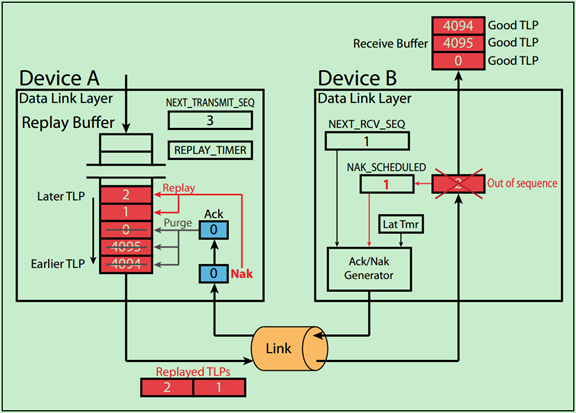 4094 Good TLP
Receive Buffer 4095 Good TLP
0 Good TLP
Device A
Data Link Layer
NEXT_TRANSMIT_SEQ
3
Replay Buffer
REPLAY_TIMER
Later TLP
2
Replay
1
Ack
0
Purge
0
4095
Earlier TLP
4094
0
Nak
Device B
Data Link Layer
NEXT_RCV_SEQ
1
NAK_SCHEDULED
1
2
Out of sequence
Lat Tmr
Ack/Nak
Generator
Link
Replayed TLPs
2 1